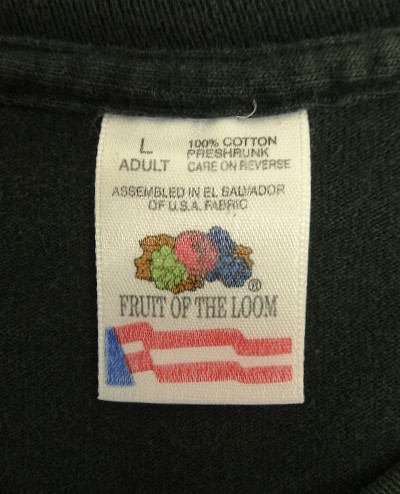 L 100% COTTON
PRESHRUNK
ADULT CARE ON REVERSE
ASSEMBLED IN EL SALVADOR
OF U.S.A. FABRIC
®
FRUIT OF THE LOOM